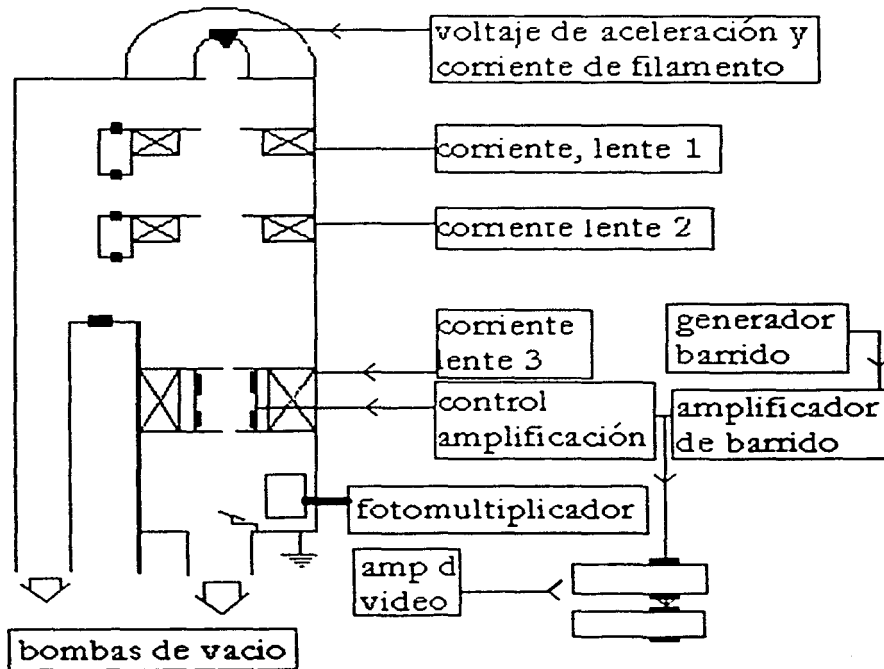 voltaje de aceleración y
corriente de filamento
corriente, lente 1
corriente lente 2
corriente
lente 3
generador
barrido
control
amplificación
amplificador
de barrido
fotomultiplicador
amp d
video
bombas de vacio